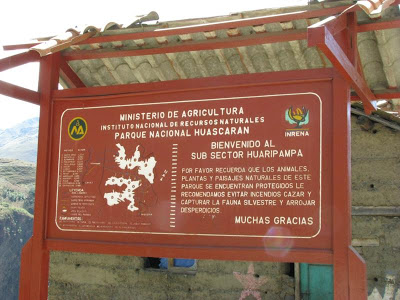 MINISTERIO DE AGRICULTURA
INSTITUTO NACIONAL DE RECURSOS NATURALES
PARQUE NACIONAL HUASCARAN
INRENA
BIENVENIDO AL
SUB SECTOR HUARIPAMPA
POR FAVOR RECUERDA QUE LOS ANIMALES,
PLANTAS Y PAISAJES NATURALES DE ESTE
PARQUE SE ENCUENTRAN PROTEGIDOS LE
RECOMENDAMOS EVITAR INCENDIOS CAZAR Y
CAPTURAR LA FAUNA SILVESTRE Y ARROJAR
DESPERDICIOS
MUCHAS GRACIAS